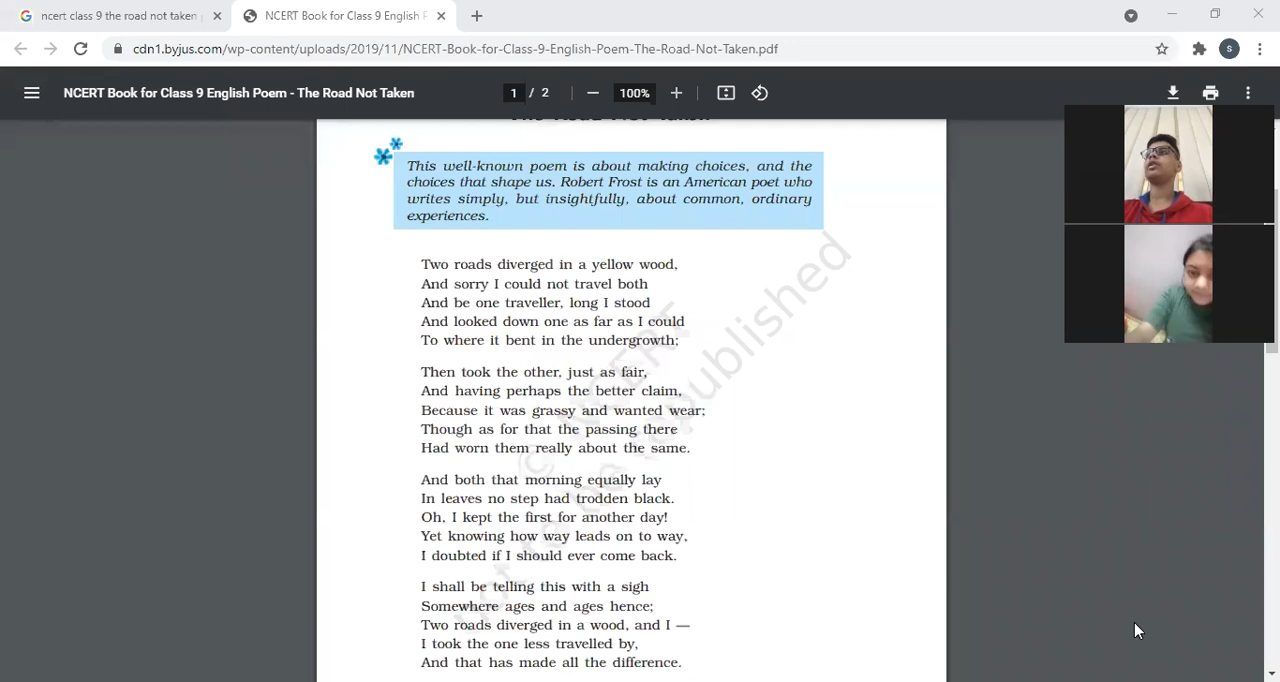 ncert class 9 the road not taken
NCERT Book for Class 9 English P
cdn1.byjus.com/wp-content/uploads/2019/11/NCERT-Book-for-Class-9-English-Poem-The-Road-Not-Taken.pdf
S
NCERT Book for Class 9 English Poem - The Road Not Taken
1 / 2
100%
The Road Not Taken
This well-known poem is about making choices, and the
choices that shape us. Robert Frost is an American poet who
writes simply, but insightfully, about common, ordinary
experiences.
Two roads diverged in a yellow wood,
And sorry I could not travel both
And be one traveller, long I stood
And looked down one as far as I could
To where it bent in the undergrowth;
Then took the other, just as fair,
And having perhaps the better claim,
Because it was grassy and wanted wear;
Though as for that the passing there
Had worn them really about the same.
And both that morning equally lay
In leaves no step had trodden black.
Oh, I kept the first for another day!
Yet knowing how way leads on to way,
I doubted if I should ever come back.
I shall be telling this with a sigh
Somewhere ages and ages hence;
Two roads diverged in a wood, and I —
I took the one less travelled by,
And that has made all the difference.
© NCERT
not to be republished